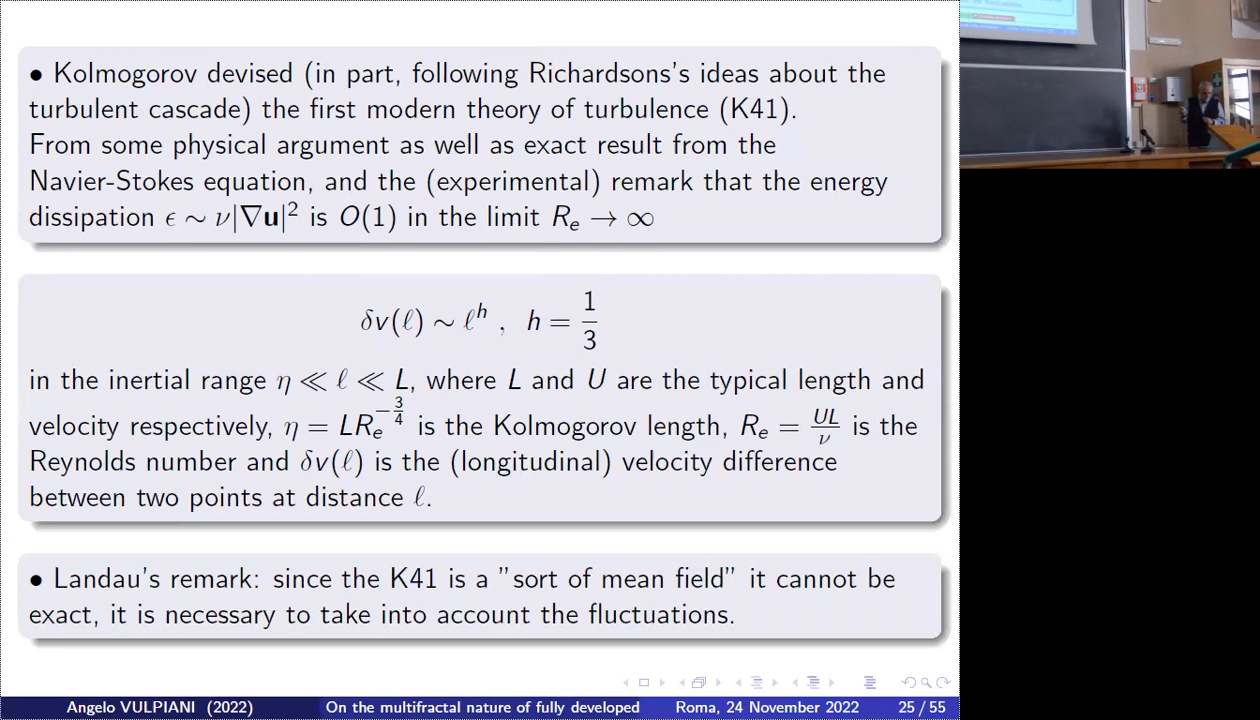 • Kolmogorov devised (in part, following Richardsons's ideas about the
turbulent cascade) the first modern theory of turbulence (K41).
From some physical argument as well as exact result from the
Navier-Stokes equation, and the (experimental) remark that the energy
dissipation ϵ ∼ ν|∇u|² is O(1) in the limit Rₑ → ∞
δv(ℓ) ∼ ℓʰ , h = 1/3
in the inertial range η ≪ ℓ ≪ L, where L and U are the typical length and
velocity respectively, η = LRₑ^{-3/4} is the Kolmogorov length, Rₑ = UL/ν is the
Reynolds number and δv(ℓ) is the (longitudinal) velocity difference
between two points at distance ℓ.
• Landau's remark: since the K41 is a "sort of mean field" it cannot be
exact, it is necessary to take into account the fluctuations.
Angelo VULPIANI (2022) On the multifractal nature of fully developed Roma, 24 November 2022 25 / 55